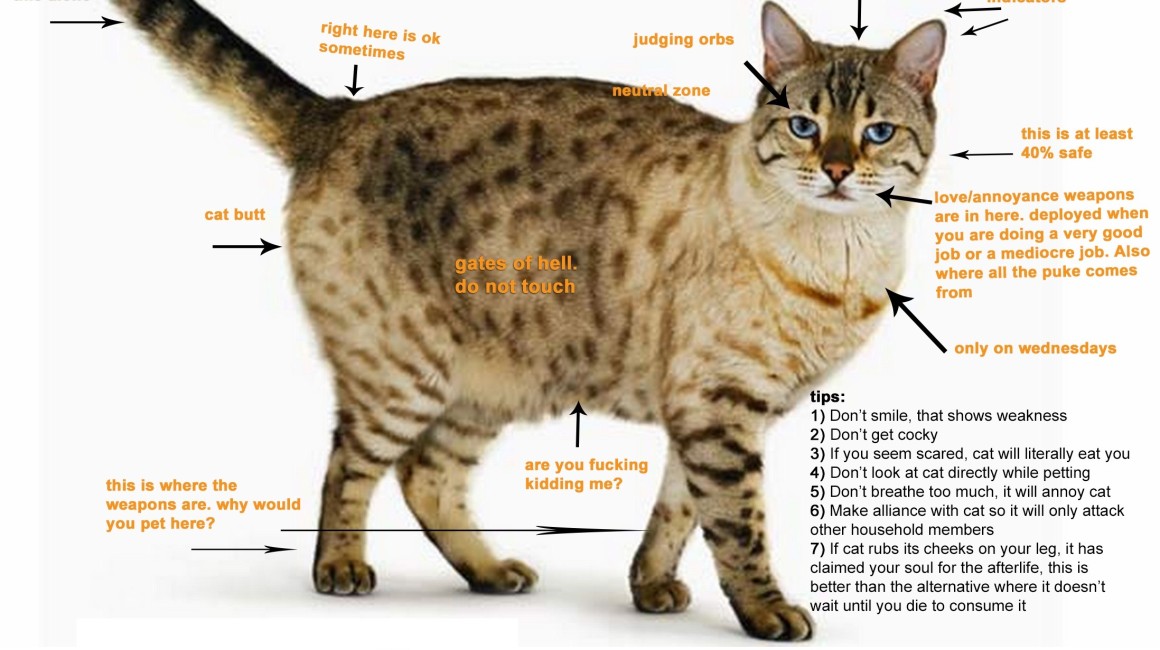 right here is ok
sometimes
judging orbs
neutral zone
this is at least
40% safe
love/annoyance weapons
are in here. deployed when
you are doing a very good
job or a mediocre job. Also
where all the puke comes
from
cat butt
gates of hell.
do not touch
only on wednesdays
tips:
1) Don't smile, that shows weakness
2) Don't get cocky
3) If you seem scared, cat will literally eat you
4) Don't look at cat directly while petting
5) Don't breathe too much, it will annoy cat
6) Make alliance with cat so it will only attack
other household members
7) If cat rubs its cheeks on your leg, it has
claimed your soul for the afterlife, this is
better than the alternative where it doesn't
wait until you die to consume it
are you fucking
kidding me?
this is where the
weapons are. why would
you pet here?